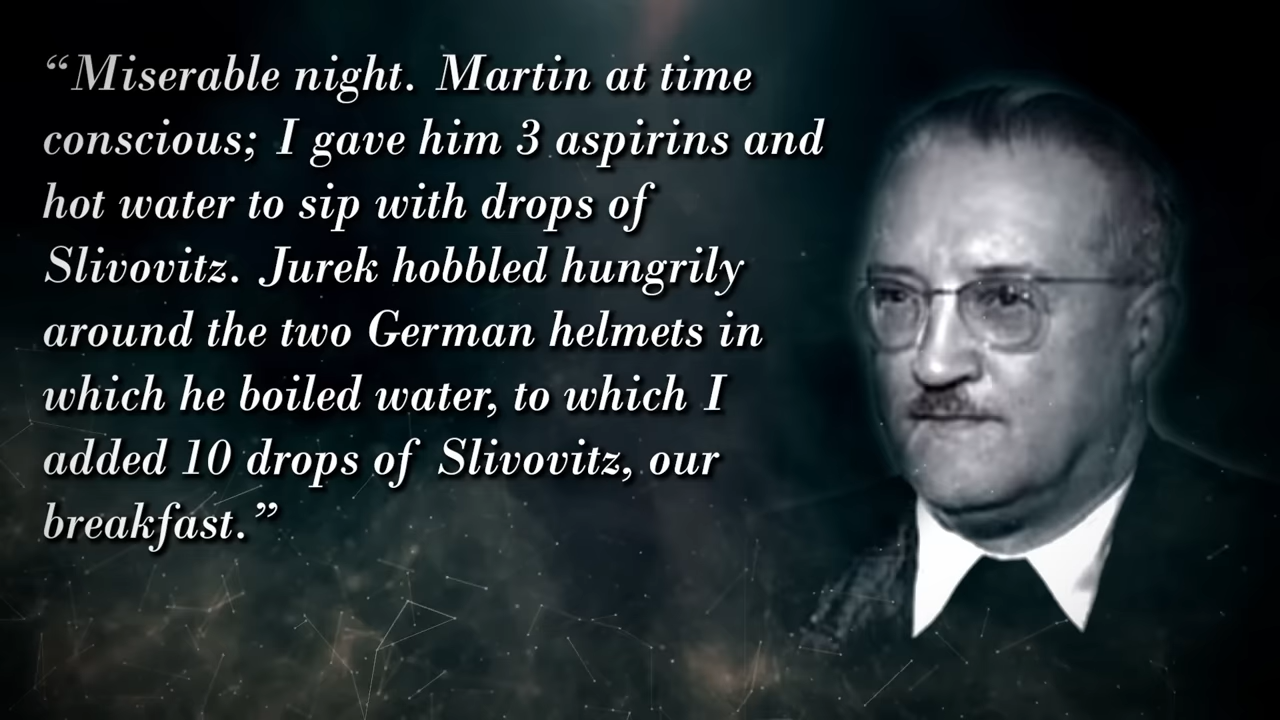 “Miserable night. Martin at time
conscious; I gave him 3 aspirins and
hot water to sip with drops of
Slivovitz. Jurek hobbled hungrily
around the two German helmets in
which he boiled water, to which I
added 10 drops of Slivovitz, our
breakfast.”